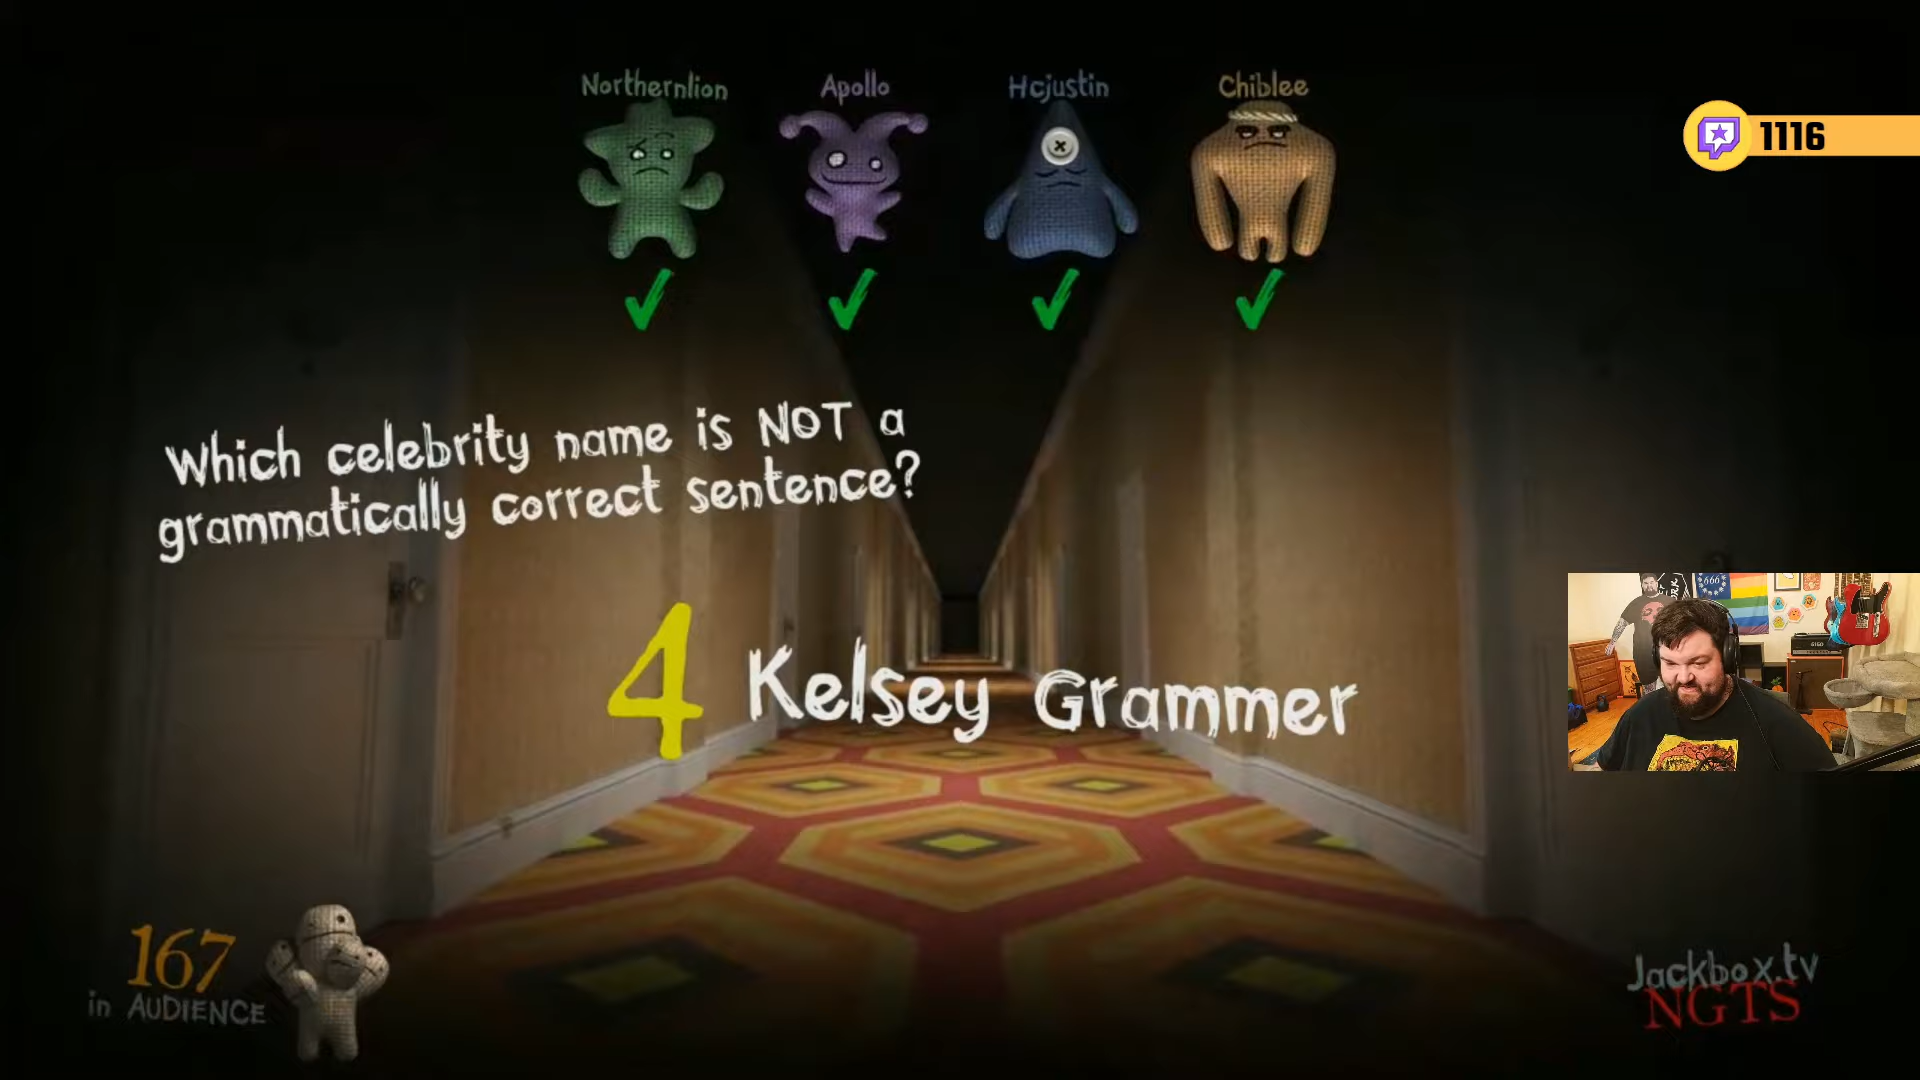 Northernlion
Apollo
Hcjustin
Chiblee
1116
Which celebrity name is NOT a
grammatically correct sentence?
4 Kelsey Grammer
666
167
in AUDIENCE
Jackbox.tv
NGTS